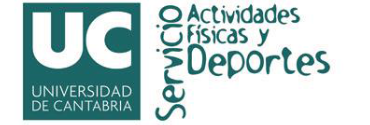 UC
UNIVERSIDAD
DE CANTABRIA
Servicio
Actividades
Físicas y
Deportes